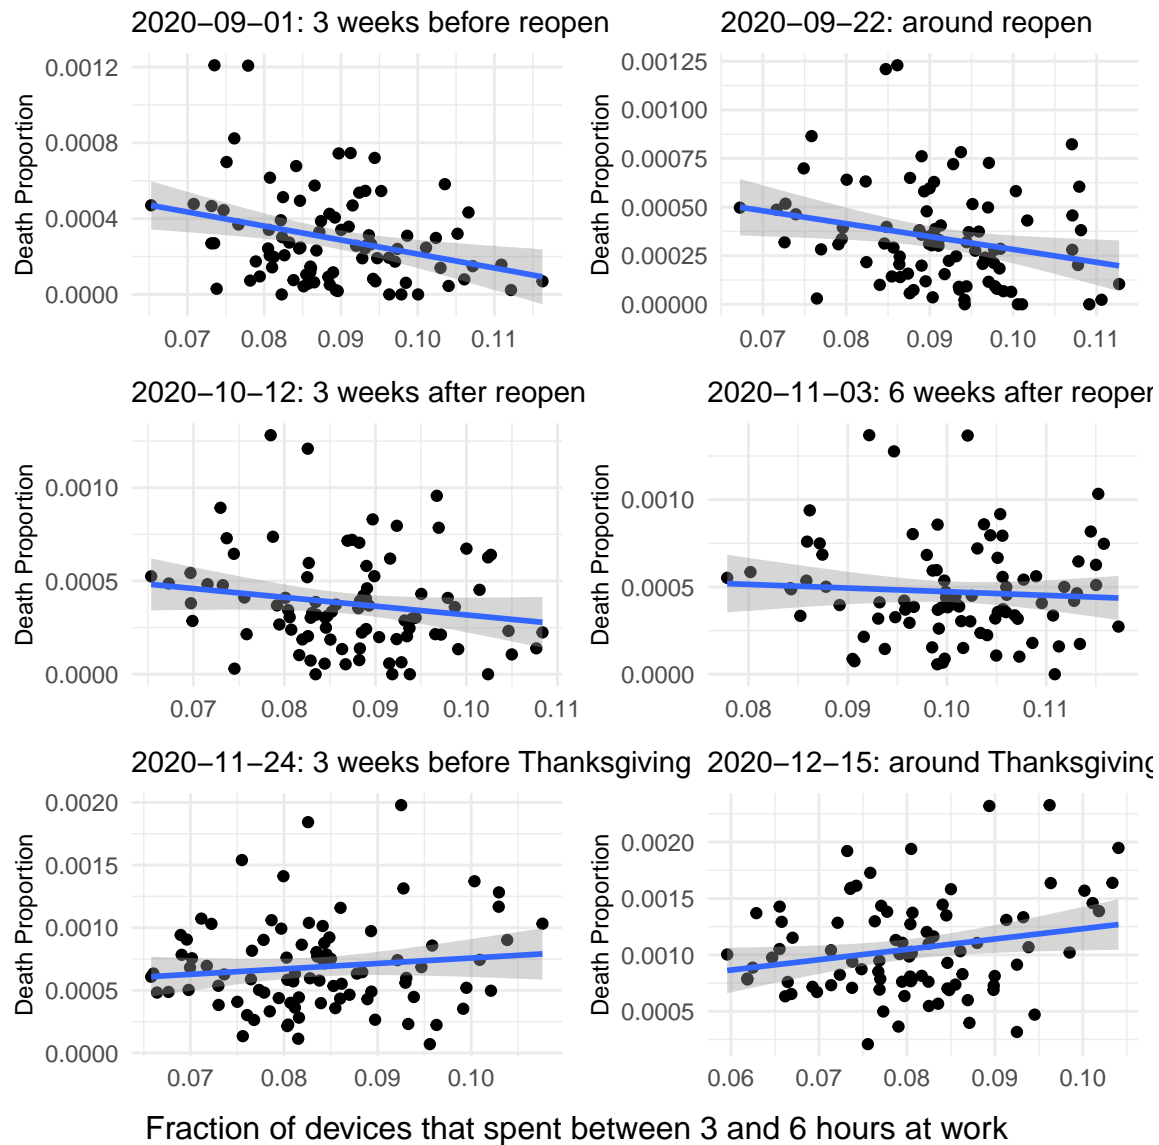 2020−09−01: 3 weeks before reopen
2020−09−22: around reopen
Death Proportion
0.0012
0.0008
0.0004
0.0000
0.07 0.08 0.09 0.10 0.11
Death Proportion
0.00125
0.00100
0.00075
0.00050
0.00025
0.00000
0.07 0.08 0.09 0.10 0.11
2020−10−12: 3 weeks after reopen
2020−11−03: 6 weeks after reopen
Death Proportion
0.0010
0.0005
0.0000
0.07 0.08 0.09 0.10 0.11
Death Proportion
0.0010
0.0005
0.0000
0.08 0.09 0.10 0.11
2020−11−24: 3 weeks before Thanksgiving
2020−12−15: around Thanksgiving
Death Proportion
0.0020
0.0015
0.0010
0.0005
0.0000
0.07 0.08 0.09 0.10
Death Proportion
0.0020
0.0015
0.0010
0.0005
0.06 0.07 0.08 0.09 0.10
Fraction of devices that spent between 3 and 6 hours at work